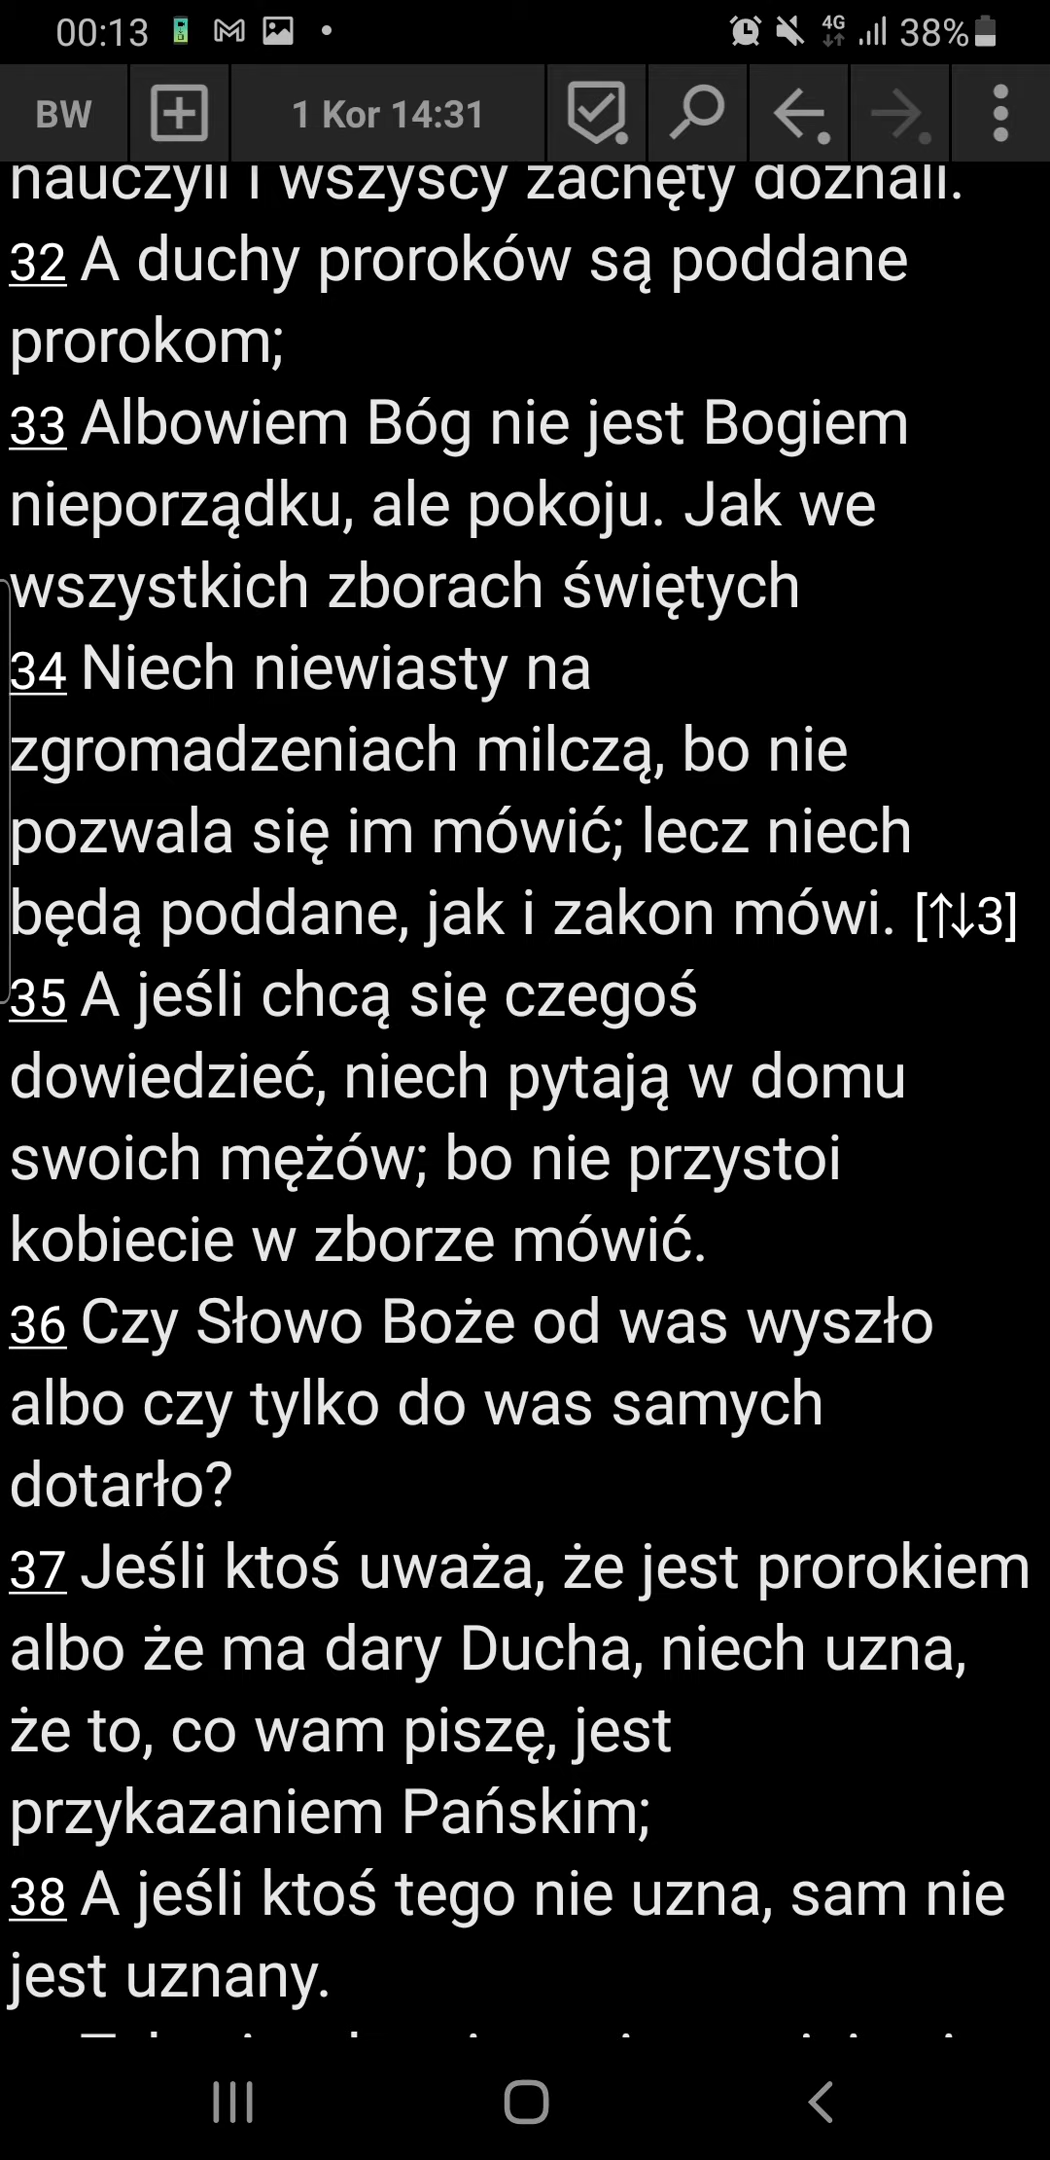 00:13 4G 38%
BW 1 Kor 14:31
nauczyli i wszyscy zachęty doznali.
32 A duchy proroków są poddane
prorokom;
33 Albowiem Bóg nie jest Bogiem
nieporządku, ale pokoju. Jak we
wszystkich zborach świętych
34 Niech niewiasty na
zgromadzeniach milczą, bo nie
pozwala się im mówić; lecz niech
będą poddane, jak i zakon mówi. [↑↓3]
35 A jeśli chcą się czegoś
dowiedzieć, niech pytają w domu
swoich mężów; bo nie przystoi
kobiecie w zborze mówić.
36 Czy Słowo Boże od was wyszło
albo czy tylko do was samych
dotarło?
37 Jeśli ktoś uważa, że jest prorokiem
albo że ma dary Ducha, niech uzna,
że to, co wam piszę, jest
przykazaniem Pańskim;
38 A jeśli ktoś tego nie uzna, sam nie
jest uznany.